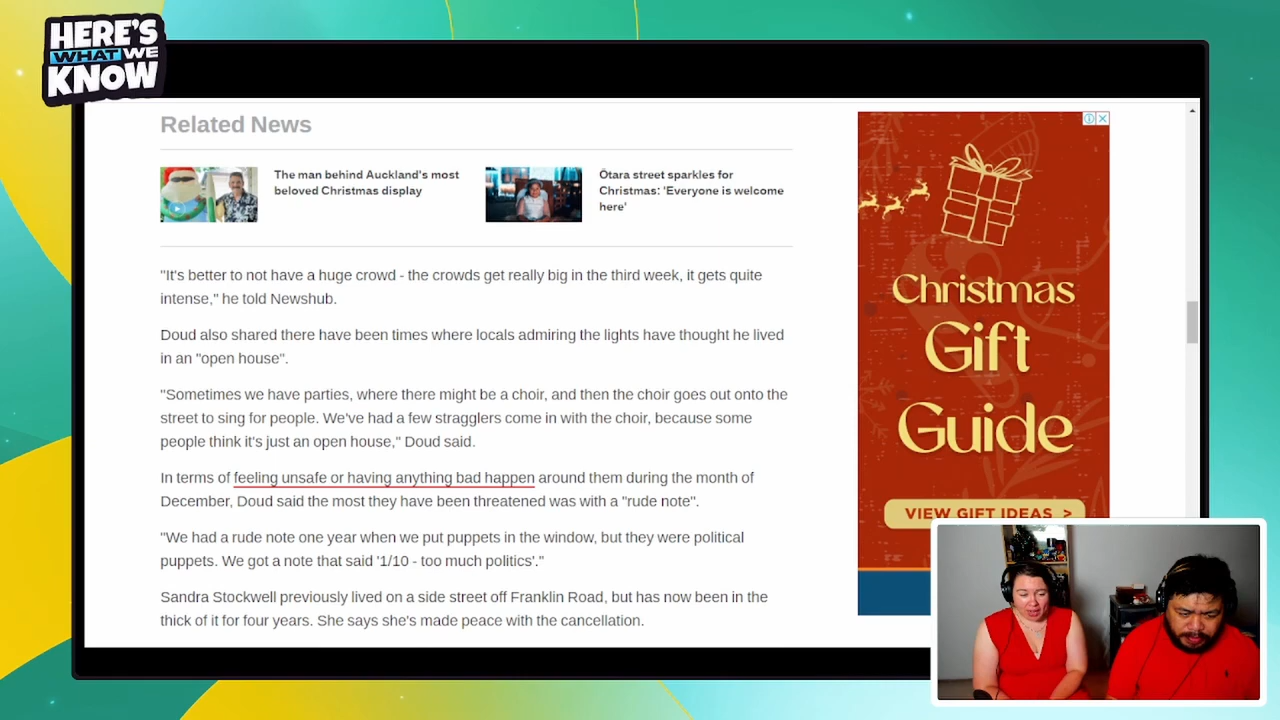 HERE'S
WHAT WE
KNOW
Related News
The man behind Auckland's most
beloved Christmas display
Ōtara street sparkles for
Christmas: 'Everyone is welcome
here'
"It's better to not have a huge crowd - the crowds get really big in the third week, it gets quite
intense," he told Newshub.
Doud also shared there have been times where locals admiring the lights have thought he lived
in an "open house".
"Sometimes we have parties, where there might be a choir, and then the choir goes out onto the
street to sing for people. We've had a few stragglers come in with the choir, because some
people think it's just an open house," Doud said.
In terms of feeling unsafe or having anything bad happen around them during the month of
December, Doud said the most they have been threatened was with a "rude note".
"We had a rude note one year when we put puppets in the window, but they were political
puppets. We got a note that said '1/10 - too much politics'."
Sandra Stockwell previously lived on a side street off Franklin Road, but has now been in the
thick of it for four years. She says she's made peace with the cancellation.
Christmas
Gift
Guide
VIEW GIFT IDEAS >